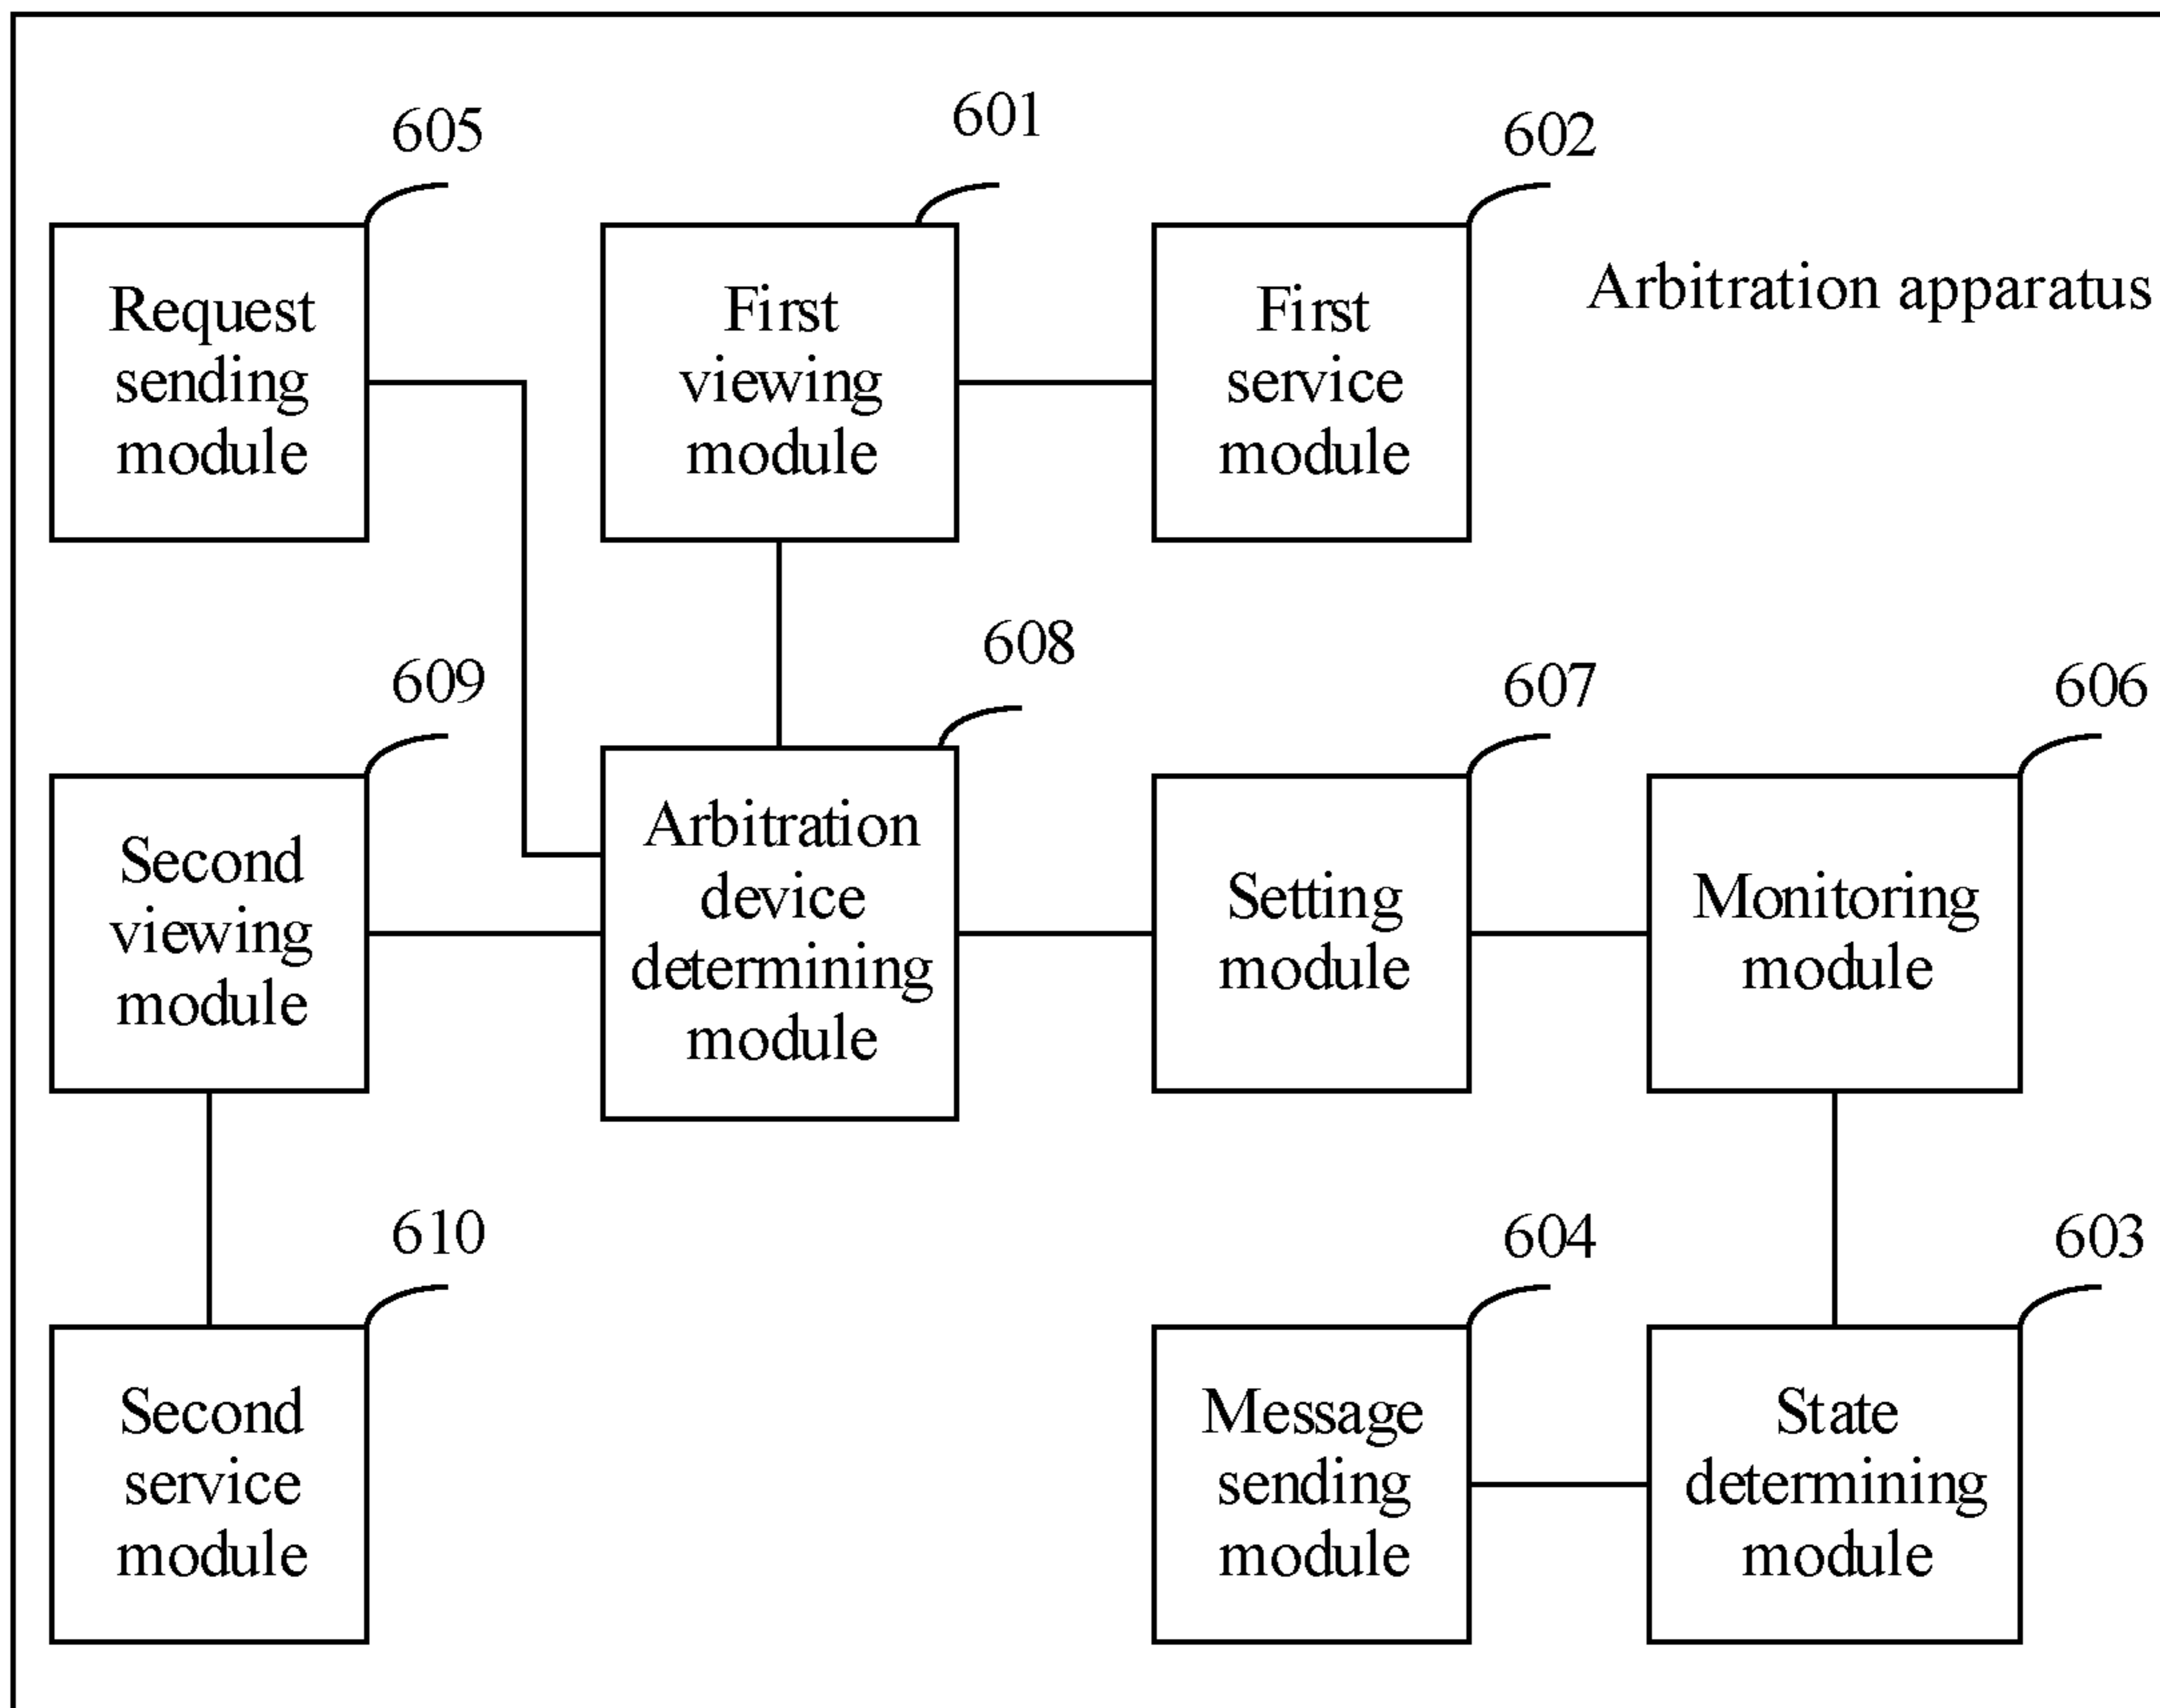 605
601
602
Request
sending
module
First
viewing
module
First
service
module
Arbitration apparatus
609
608
607
606
Second
viewing
module
Arbitration
device
determining
module
Setting
module
Monitoring
module
610
604
603
Second
service
module
Message
sending
module
State
determining
module